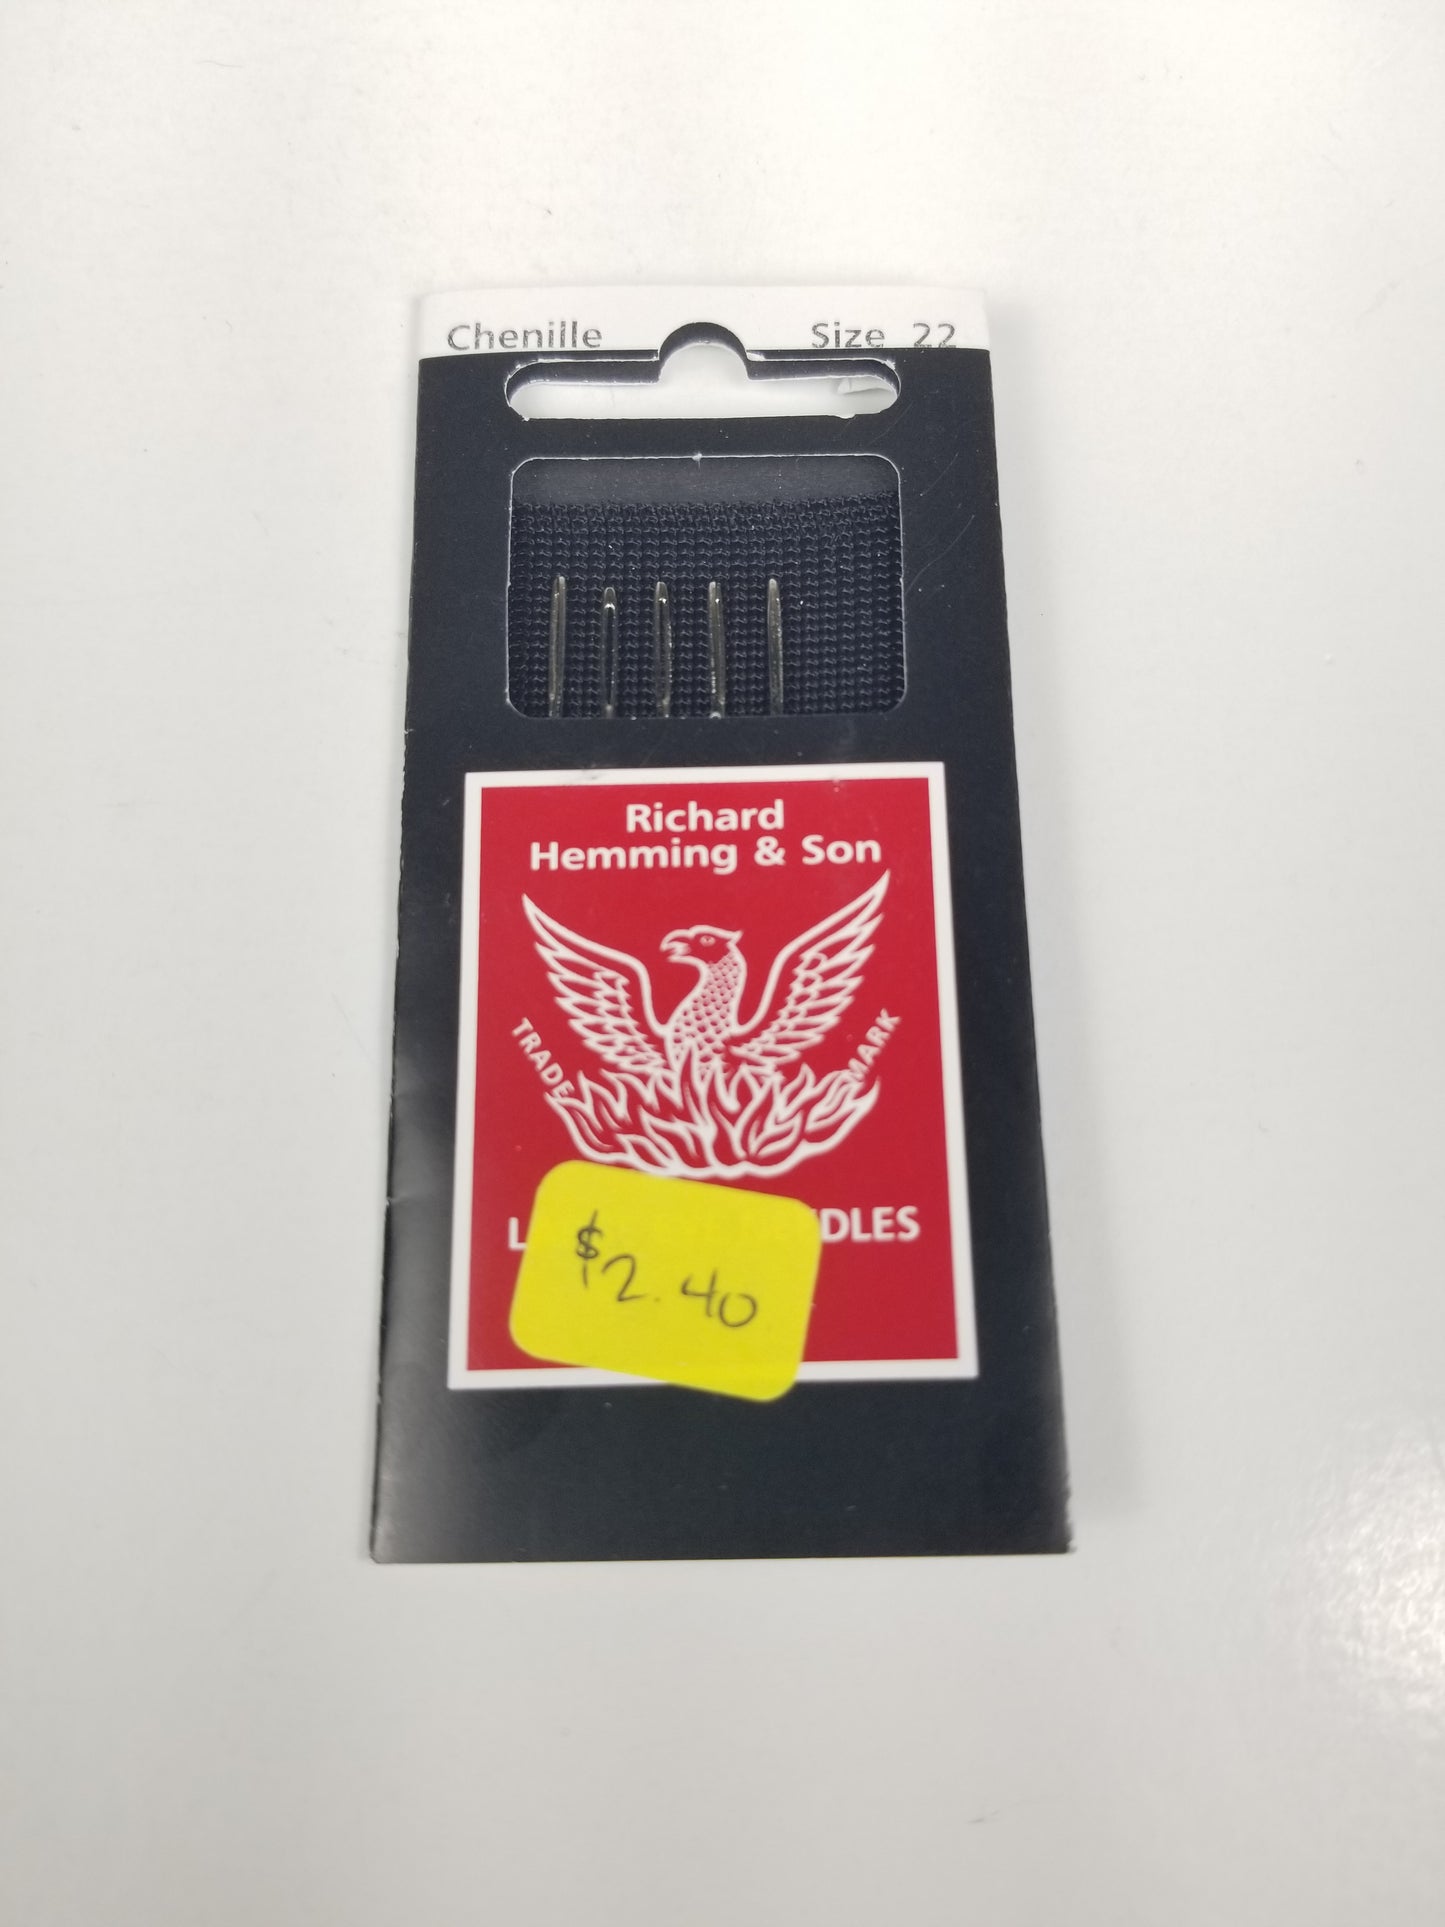 Chenille Size 22
Richard
Hemming & Son
TRADE MARK
$2.40